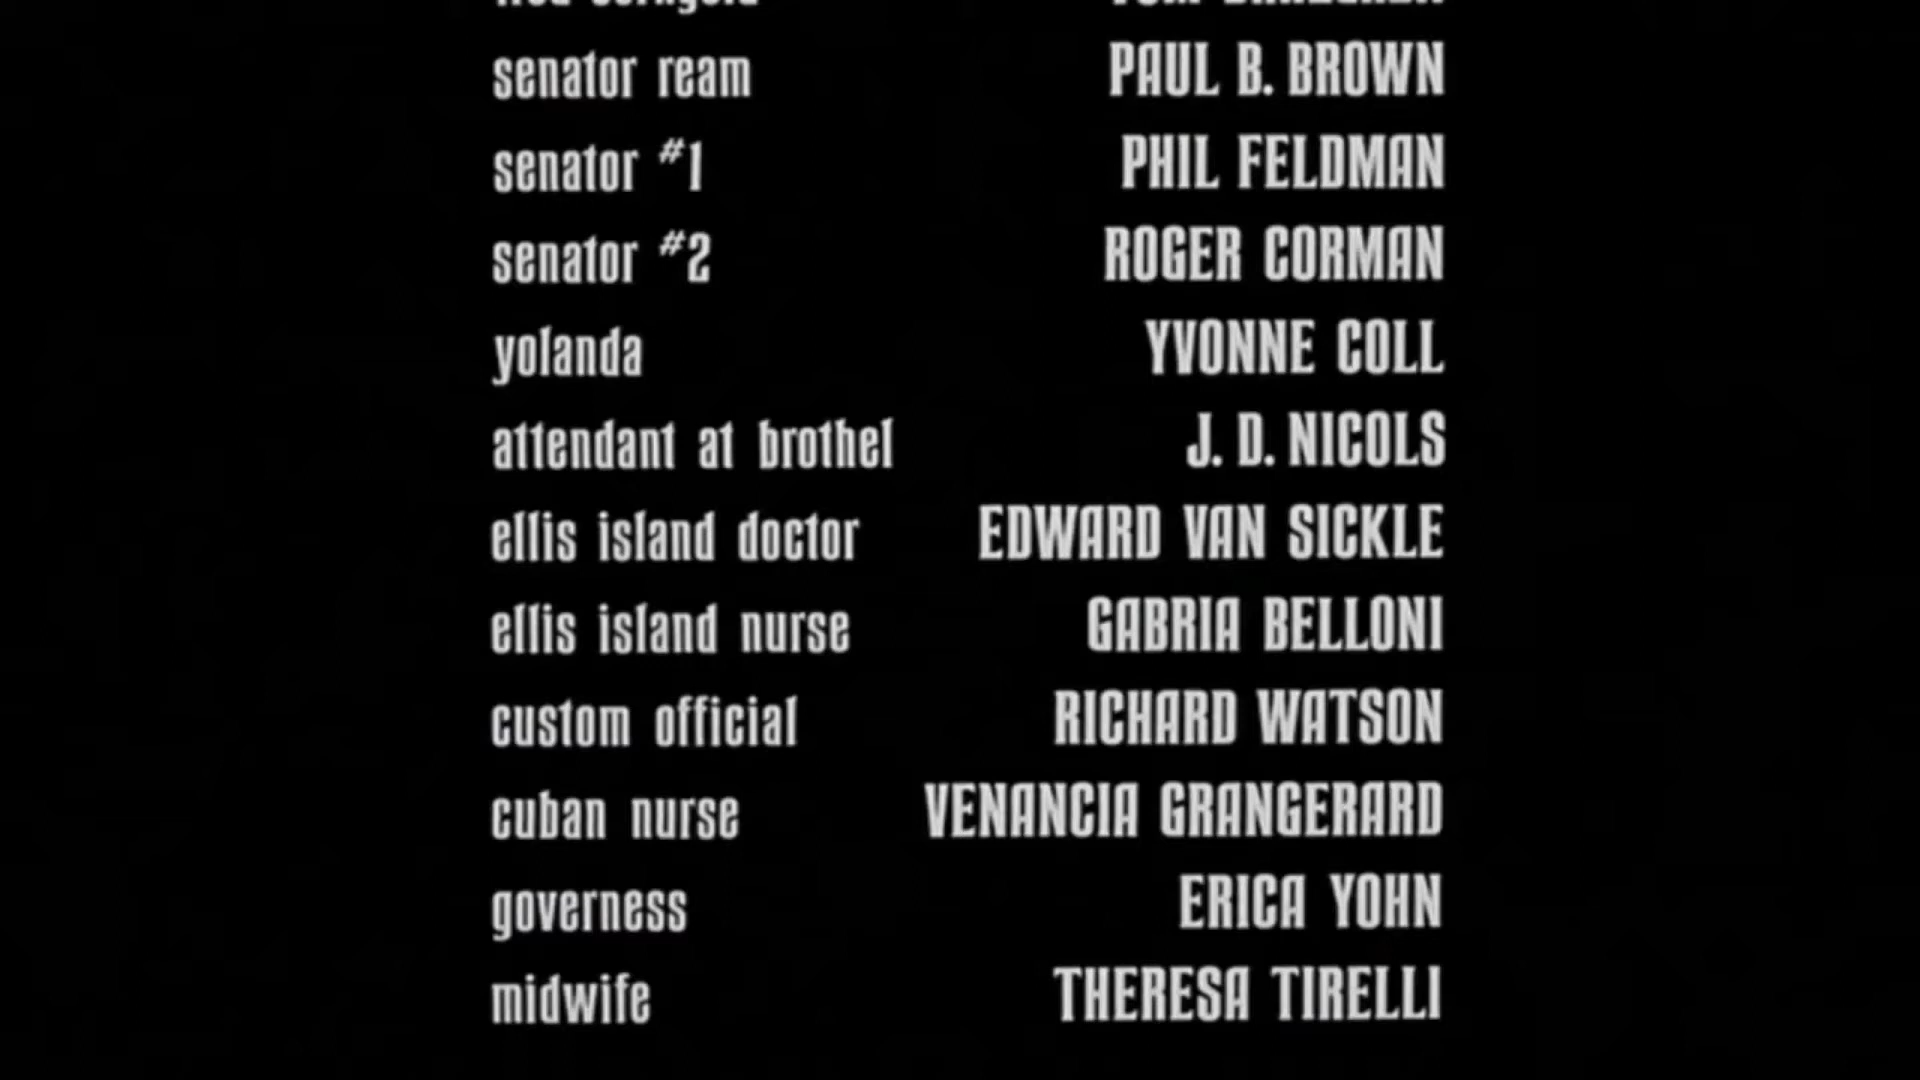 senator ream PAUL B. BROWN
senator #1 PHIL FELDMAN
senator #2 ROGER CORMAN
yolanda YVONNE COLL
attendant at brothel J. D. NICOLS
ellis island doctor EDWARD VAN SICKLE
ellis island nurse GABRIA BELLONI
custom official RICHARD WATSON
cuban nurse VENANCIA GRANGERARD
governess ERICA YOHN
midwife THERESA TIRELLI